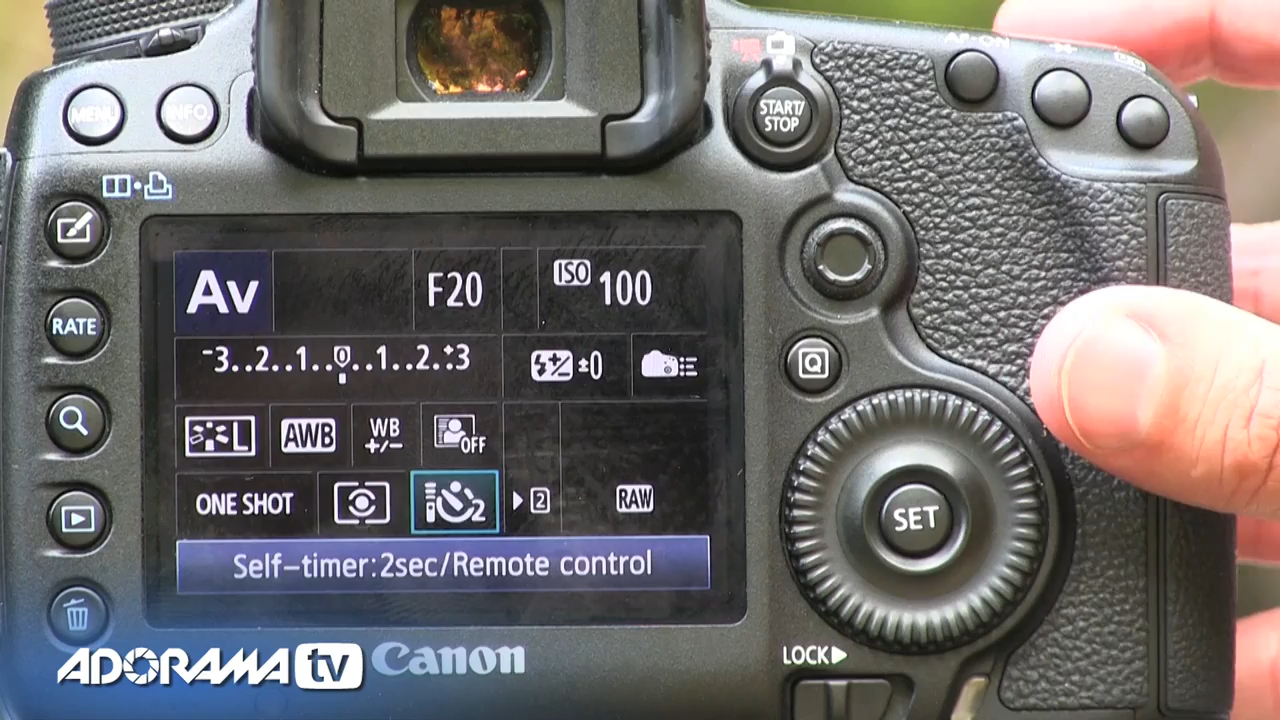 AF-ON
MENU
INFO.
START/
STOP
RATE
Av
F20
ISO 100
-3..2..1..0..1..2..+3
±0
Q
L
AWB
WB
+/-
OFF
ONE SHOT
2
2
RAW
SET
Self-timer:2sec/Remote control
LOCK▶
Canon
ADORAMA tv